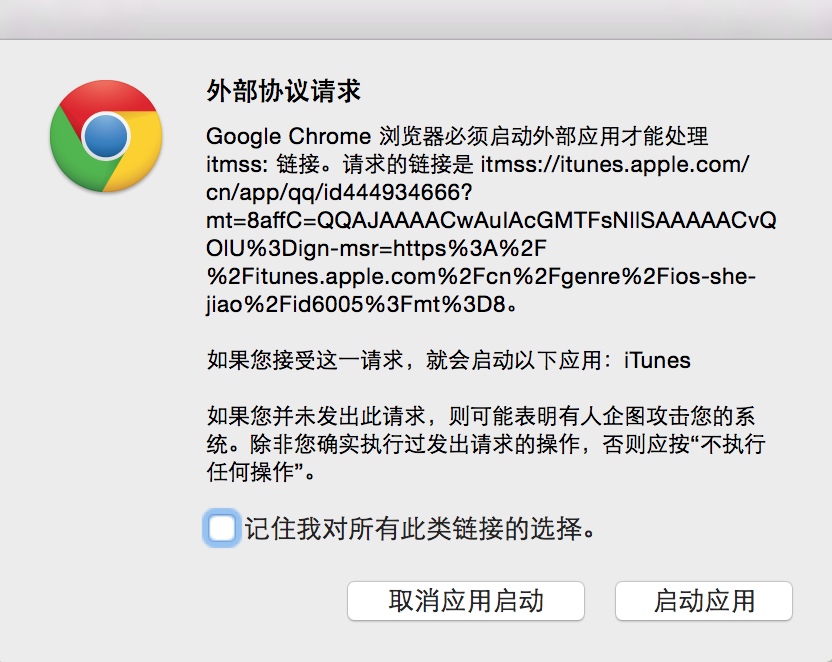 外部协议请求
Google Chrome 浏览器必须启动外部应用才能处理
itmss: 链接。请求的链接是 itmss://itunes.apple.com/
cn/app/qq/id444934666?
mt=8affC=QQAJAAAACwAulAcGMTFsNllSAAAAACvQ
OlU%3Dign-msr=https%3A%2F
%2Fitunes.apple.com%2Fcn%2Fgenre%2Fios-she-
jiao%2Fid6005%3Fmt%3D8。
如果您接受这一请求，就会启动以下应用：iTunes
如果您并未发出此请求，则可能表明有人企图攻击您的系
统。除非您确实执行过发出请求的操作，否则应按“不执行
任何操作”。
记住我对所有此类链接的选择。
取消应用启动
启动应用